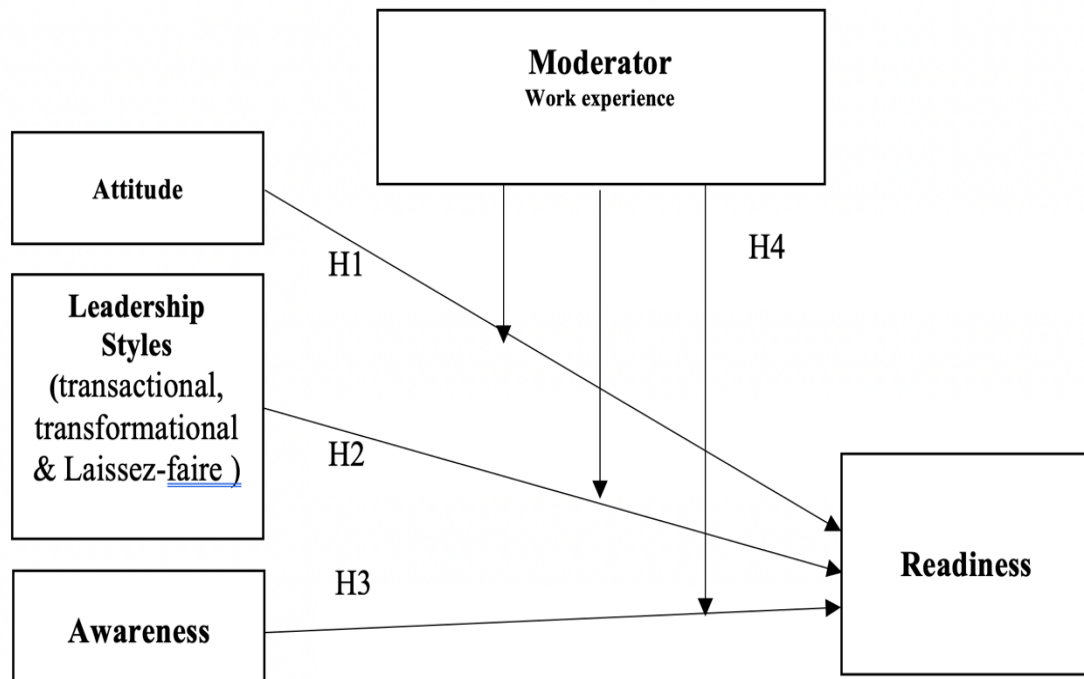 Moderator
Work experience
Attitude
H1
H4
Leadership
Styles
(transactional,
transformational
& Laissez-faire )
H2
Readiness
H3
Awareness